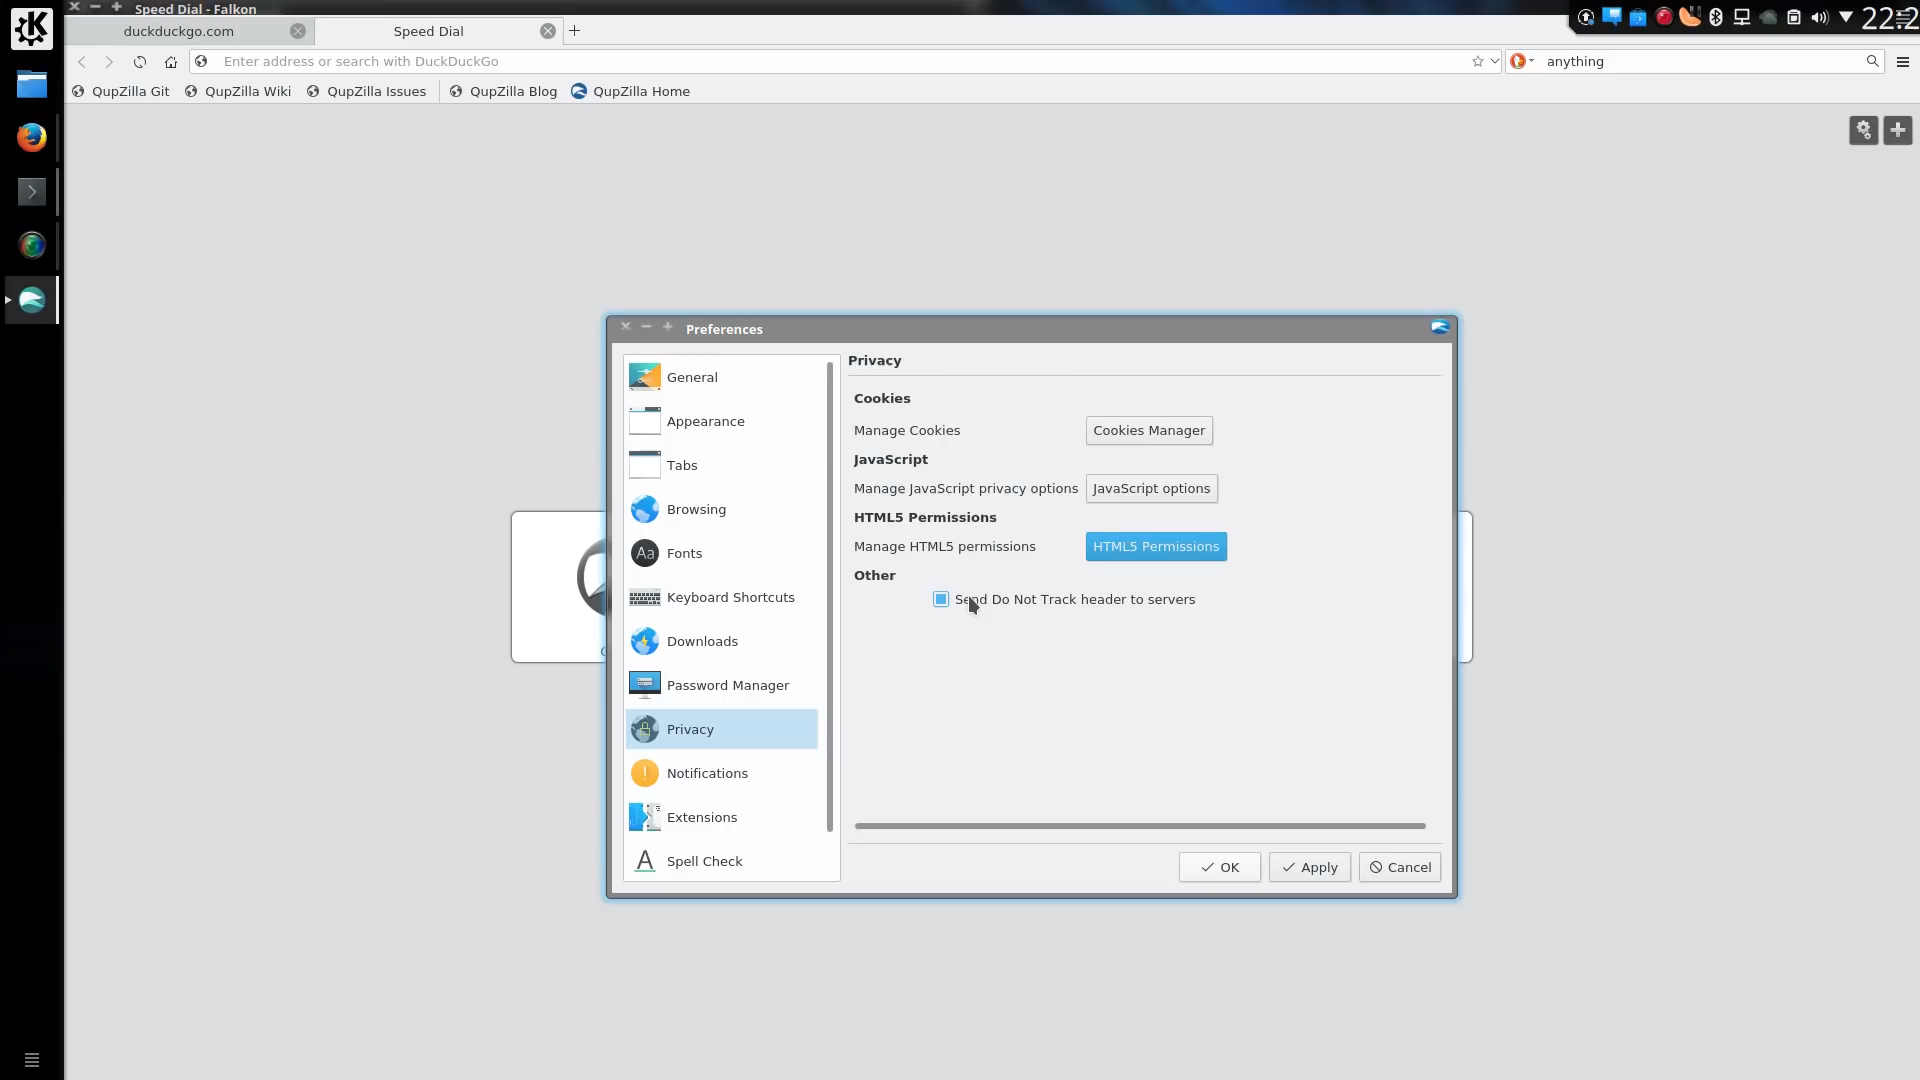 Speed Dial - Falkon
22:2
duckduckgo.com
Speed Dial
Enter address or search with DuckDuckGo
anything
QupZilla Git
QupZilla Wiki
QupZilla Issues
QupZilla Blog
QupZilla Home
Preferences
General
Appearance
Tabs
Browsing
Aa
Fonts
Keyboard Shortcuts
Downloads
Password Manager
Privacy
Notifications
Extensions
A
Spell Check
Privacy
Cookies
Manage Cookies
Cookies Manager
JavaScript
Manage JavaScript privacy options
JavaScript options
HTML5 Permissions
Manage HTML5 permissions
HTML5 Permissions
Other
Send Do Not Track header to servers
OK
Apply
Cancel